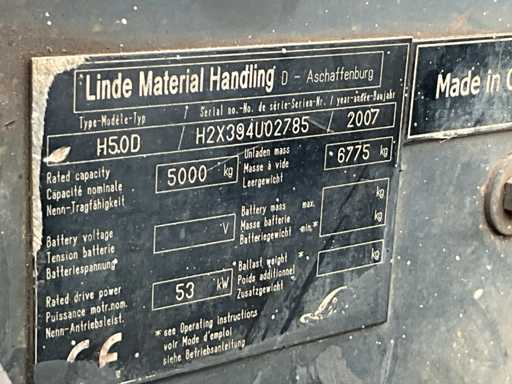 Linde Material Handling D - Aschaffenburg
Made in
Type-Modèle-Typ / Serial no.-No. de série-Serien-Nr. / year-année-Baujahr
H50D / H2X394U02785 / 2007
Rated capacity
Capacité nominale
Nenn-Tragfähigkeit
5000 kg
Unladen mass
Masse à vide
Leergewicht
6775 kg
Battery voltage
Tension batterie
Batteriespannung
V
Battery mass max.
Masse batterie
Batteriegewicht min.*
kg
kg
Rated drive power
Puissance motr.nom.
Nenn-Antriebsleist.
53 kW
Ballast weight *
Poids additionnel
Zusatzgewicht
kg
* see Operating instructions
voir Mode d'emploi
siehe Betriebsanleitung
CE